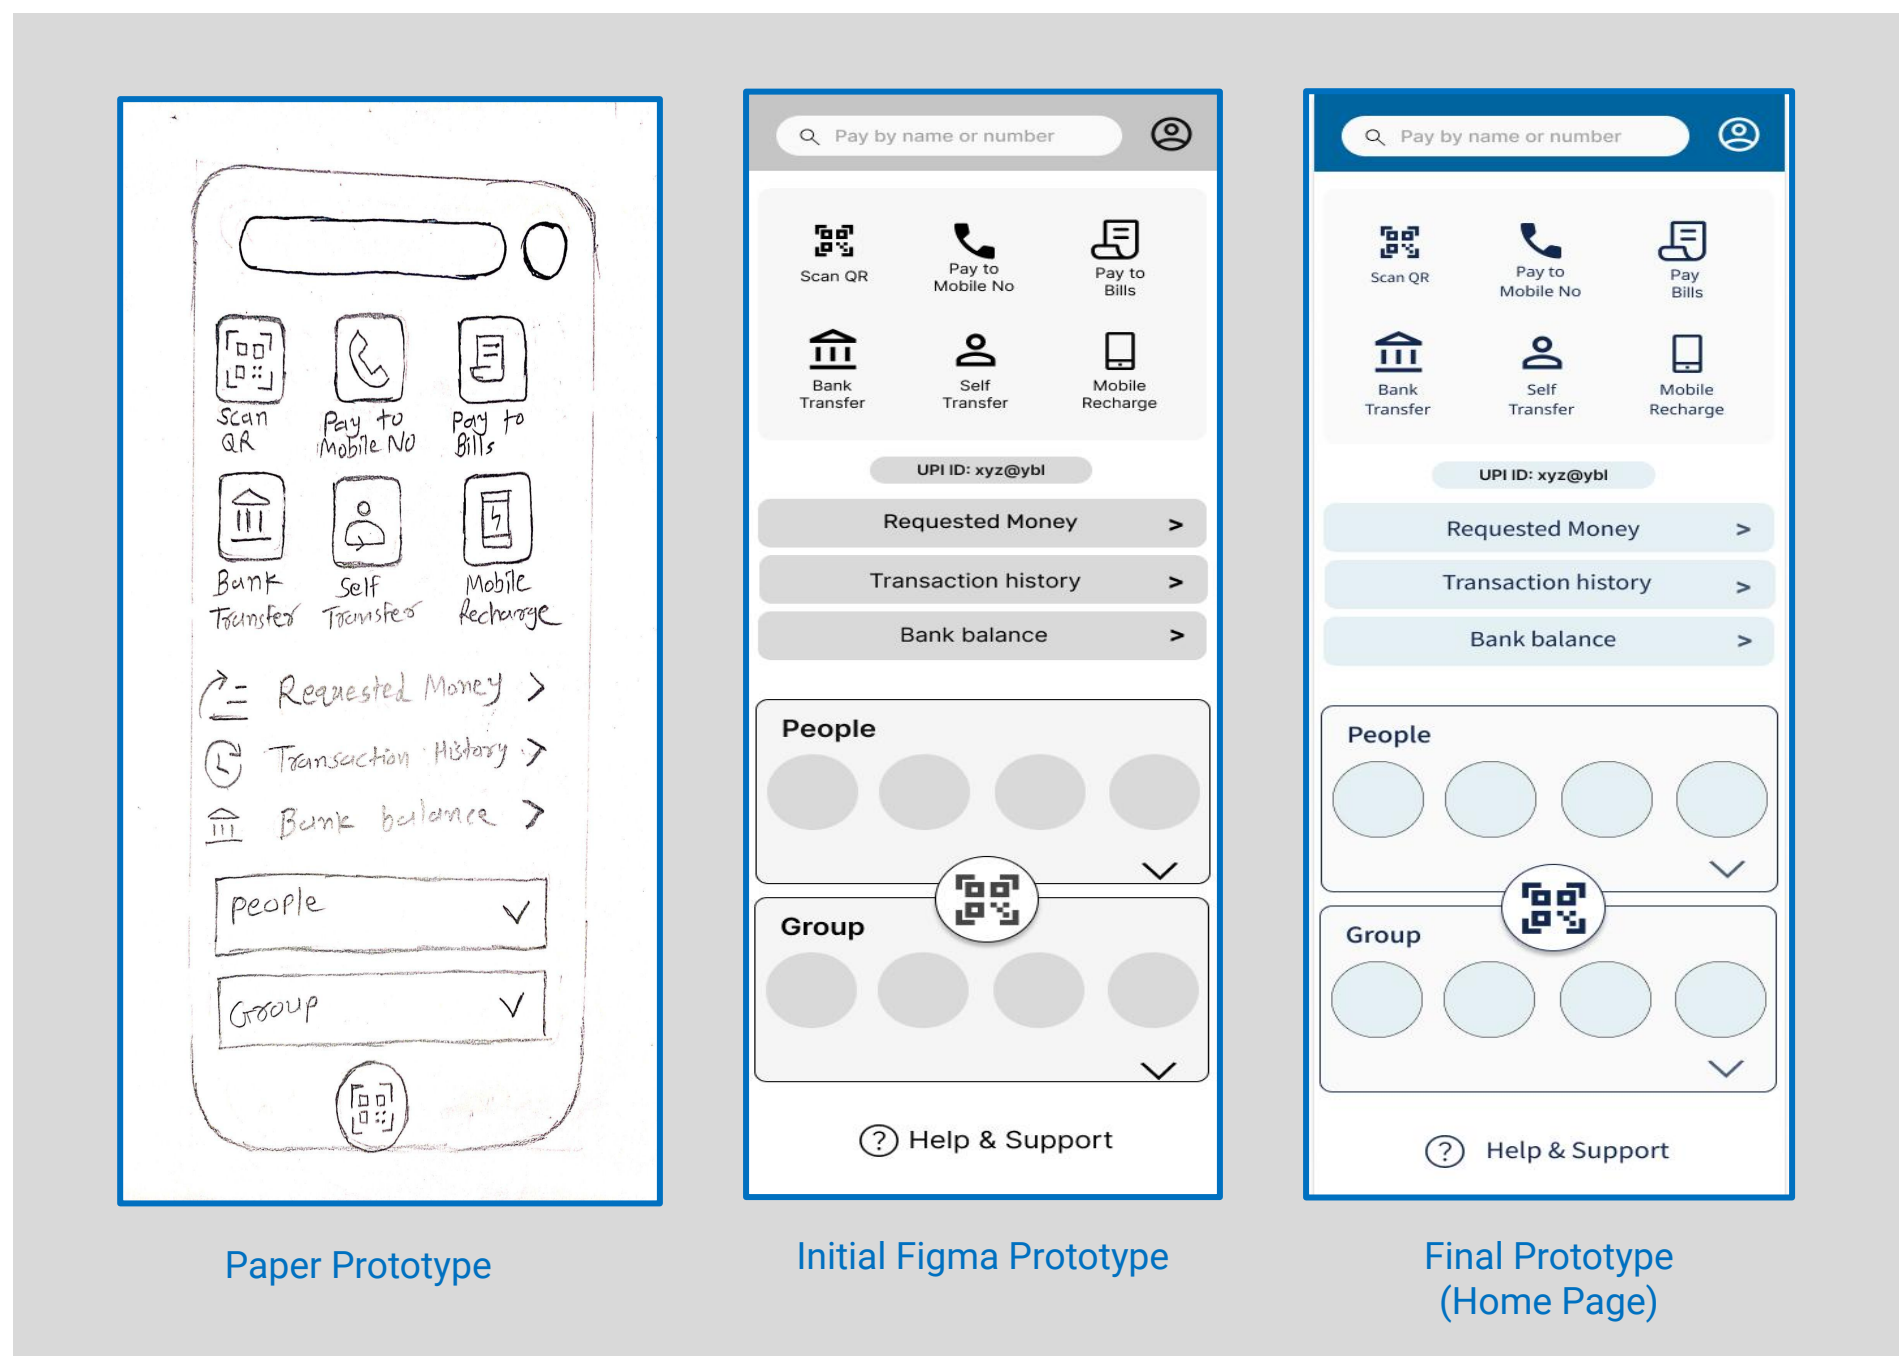 Scan
QR
Pay to
Mobile No
Pay to
Bills
Bank
Transfer
Self
Transfer
Mobile
Recharge
Requested Money >
Transaction History >
Bank balance >
People
Group
Paper Prototype
Pay by name or number
Scan QR
Pay to
Mobile No
Pay to
Bills
Bank
Transfer
Self
Transfer
Mobile
Recharge
UPI ID: xyz@ybl
Requested Money >
Transaction history >
Bank balance >
People
Group
? Help & Support
Initial Figma Prototype
Pay by name or number
Scan QR
Pay to
Mobile No
Pay
Bills
Bank
Transfer
Self
Transfer
Mobile
Recharge
UPI ID: xyz@ybl
Requested Money >
Transaction history >
Bank balance >
People
Group
? Help & Support
Final Prototype
(Home Page)